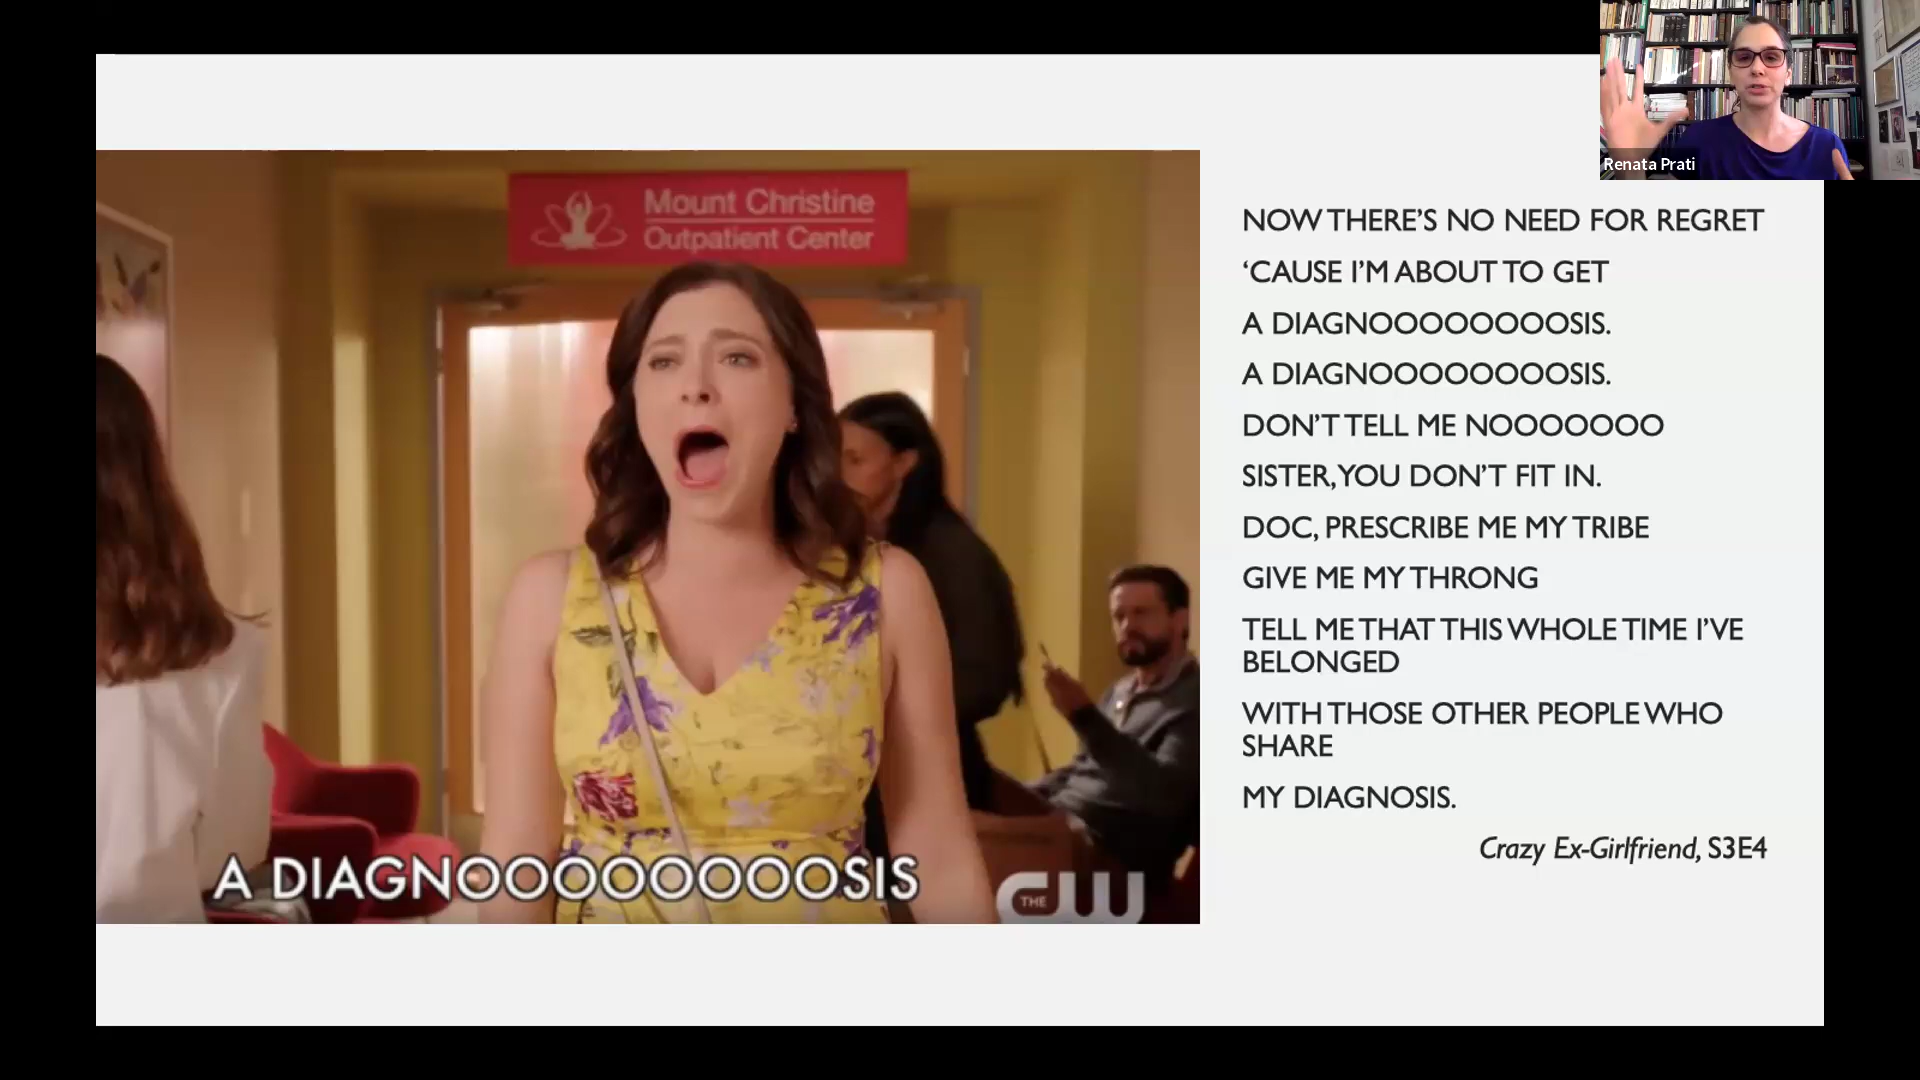 Mount Christine
Outpatient Center
A DIAGNOOOOOOOOOSIS
THE CW
NOW THERE’S NO NEED FOR REGRET
‘CAUSE I’M ABOUT TO GET
A DIAGNOOOOOOOOOSIS.
A DIAGNOOOOOOOOOSIS.
DON’T TELL ME NOOOOOOO
SISTER, YOU DON’T FIT IN.
DOC, PRESCRIBE ME MY TRIBE
GIVE ME MY THRONG
TELL ME THAT THIS WHOLE TIME I’VE
BELONGED
WITH THOSE OTHER PEOPLE WHO
SHARE
MY DIAGNOSIS.
Crazy Ex-Girlfriend, S3E4
Renata Prati